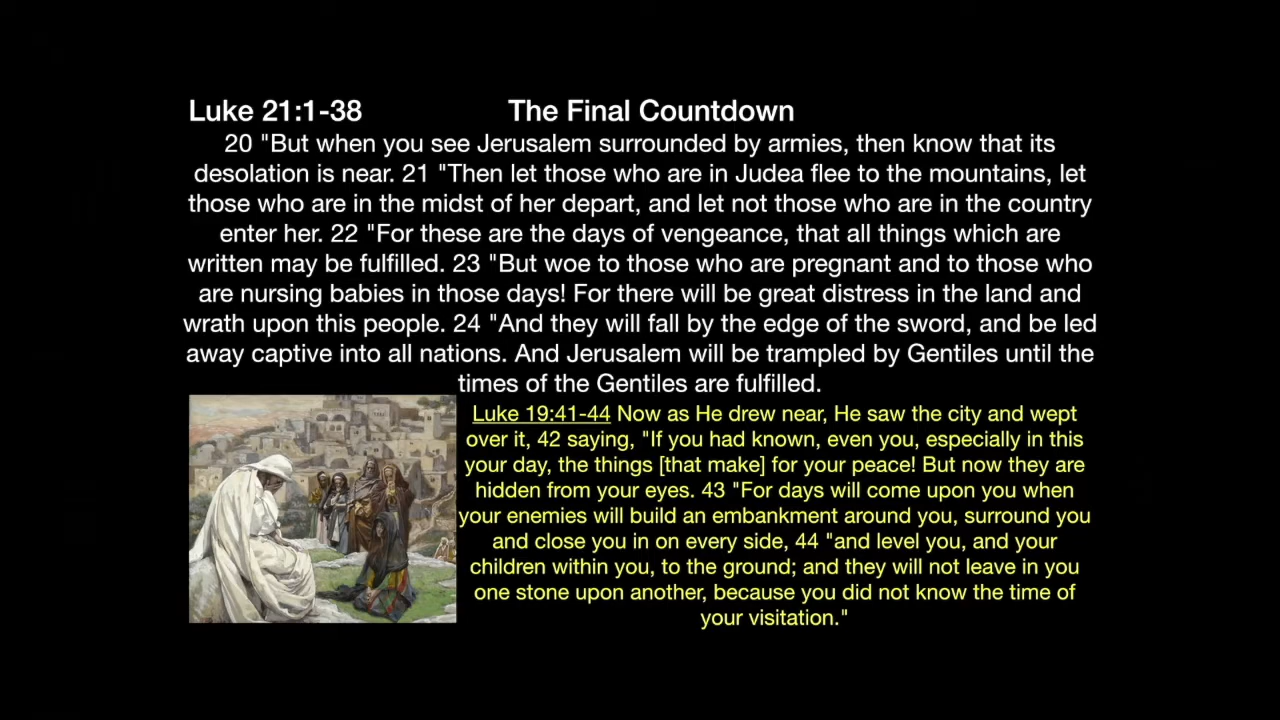 Luke 21:1-38 The Final Countdown
20 "But when you see Jerusalem surrounded by armies, then know that its
desolation is near. 21 "Then let those who are in Judea flee to the mountains, let
those who are in the midst of her depart, and let not those who are in the country
enter her. 22 "For these are the days of vengeance, that all things which are
written may be fulfilled. 23 "But woe to those who are pregnant and to those who
are nursing babies in those days! For there will be great distress in the land and
wrath upon this people. 24 "And they will fall by the edge of the sword, and be led
away captive into all nations. And Jerusalem will be trampled by Gentiles until the
times of the Gentiles are fulfilled.
Luke 19:41-44 Now as He drew near, He saw the city and wept
over it, 42 saying, "If you had known, even you, especially in this
your day, the things [that make] for your peace! But now they are
hidden from your eyes. 43 "For days will come upon you when
your enemies will build an embankment around you, surround you
and close you in on every side, 44 "and level you, and your
children within you, to the ground; and they will not leave in you
one stone upon another, because you did not know the time of
your visitation."